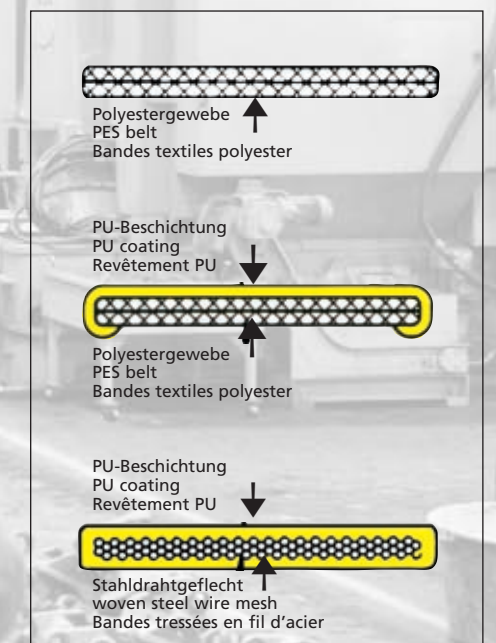 Polyestergewebe
PES belt
Bandes textiles polyester
PU-Beschichtung
PU coating
Revêtement PU
Polyestergewebe
PES belt
Bandes textiles polyester
PU-Beschichtung
PU coating
Revêtement PU
Stahldrahtgeflecht
woven steel wire mesh
Bandes tressées en fil d’acier